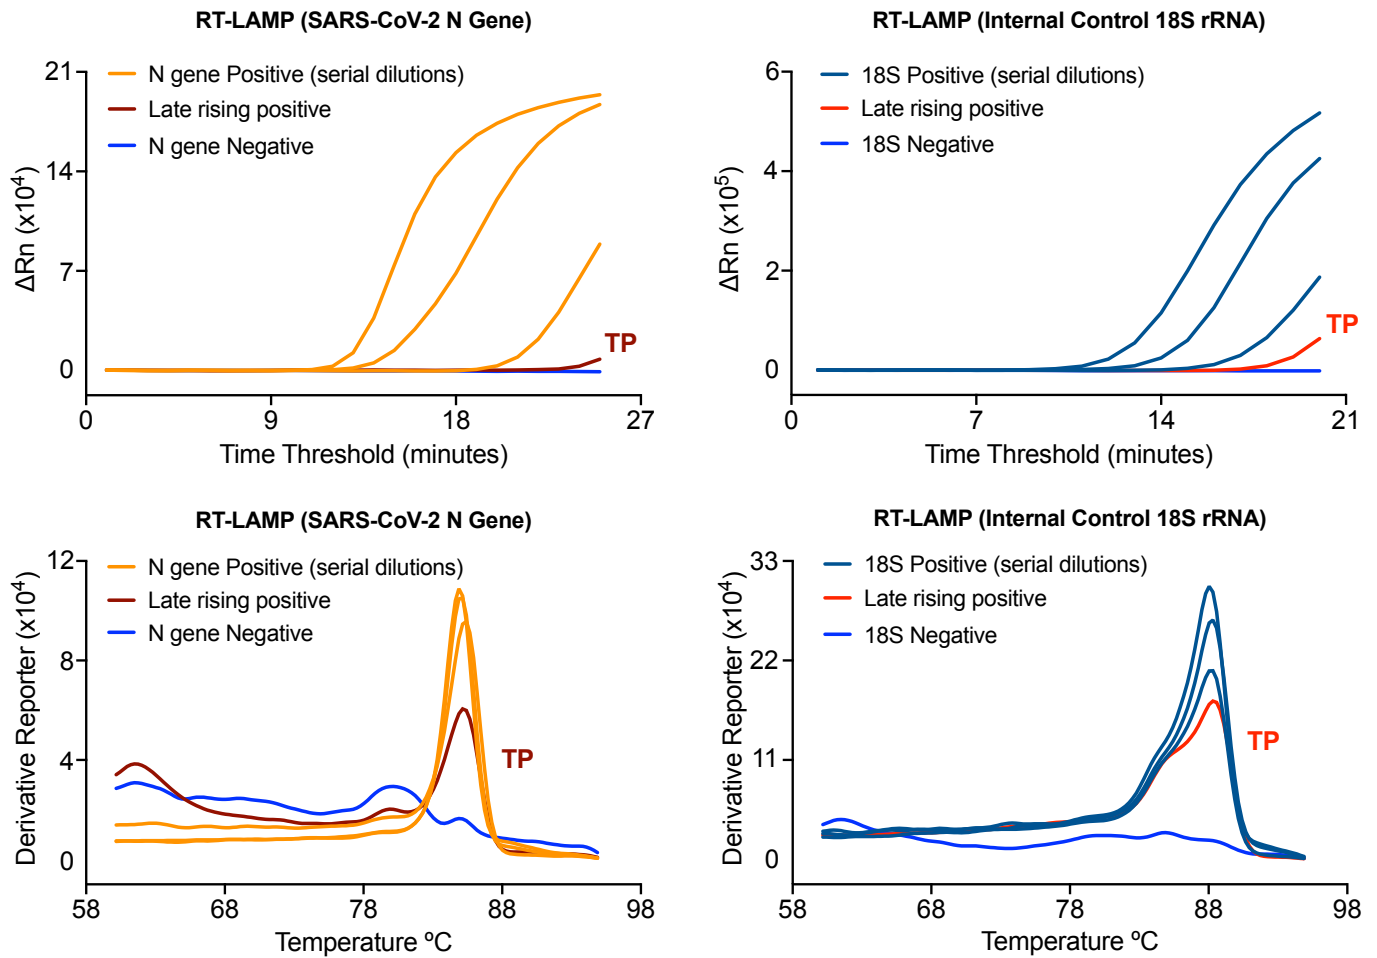 RT-LAMP (SARS-CoV-2 N Gene)
21
14
7
0
ΔRn (x10⁴)
N gene Positive (serial dilutions)
Late rising positive
N gene Negative
TP
0 9 18 27
Time Threshold (minutes)
RT-LAMP (Internal Control 18S rRNA)
6
4
2
0
ΔRn (x10⁵)
18S Positive (serial dilutions)
Late rising positive
18S Negative
TP
0 7 14 21
Time Threshold (minutes)
RT-LAMP (SARS-CoV-2 N Gene)
12
8
4
0
Derivative Reporter (x10⁴)
N gene Positive (serial dilutions)
Late rising positive
N gene Negative
TP
58 68 78 88 98
Temperature ºC
RT-LAMP (Internal Control 18S rRNA)
33
22
11
0
Derivative Reporter (x10⁴)
18S Positive (serial dilutions)
Late rising positive
18S Negative
TP
58 68 78 88 98
Temperature ºC